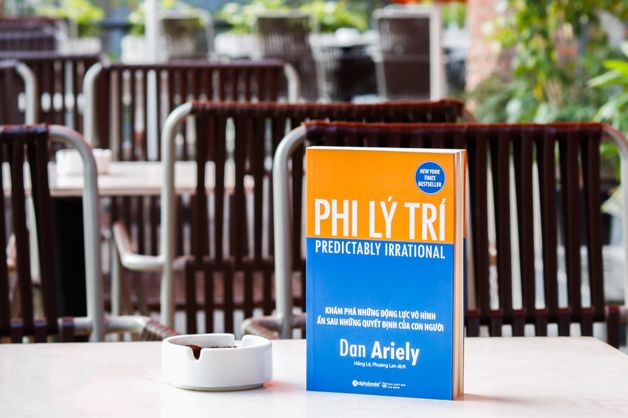 NEW YORK
TIMES
BESTSELLER
PHI LÝ TRÍ
PREDICTABLY IRRATIONAL
KHÁM PHÁ NHỮNG ĐỘNG LỰC VÔ HÌNH
ẨN SAU NHỮNG QUYẾT ĐỊNH CỦA CON NGƯỜI
Dan Ariely
Hồng Lê, Phương Lan dịch
alphabooks